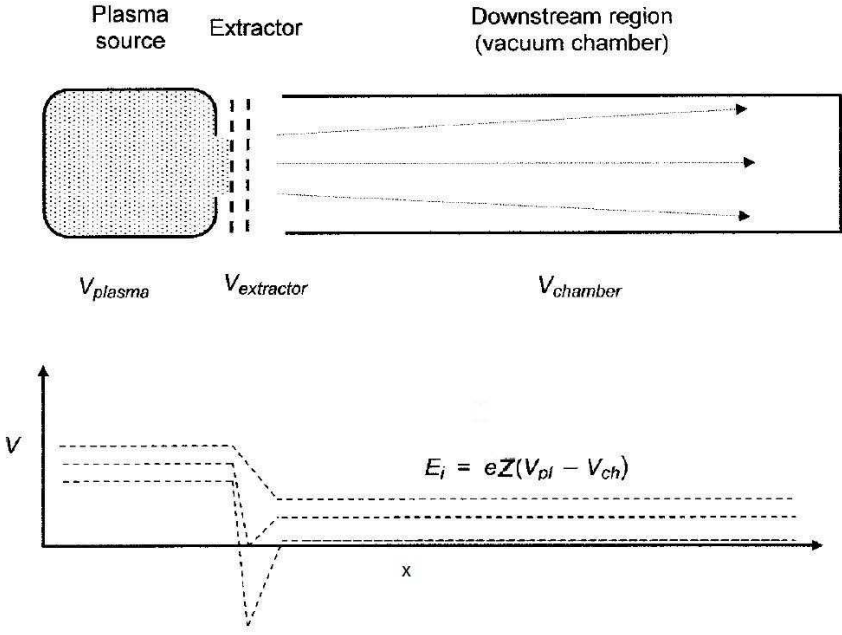 Plasma
source
Extractor
Downstream region
(vacuum chamber)
V_plasma
V_extractor
V_chamber
V
E_i = eZ(V_pl − V_ch)
x